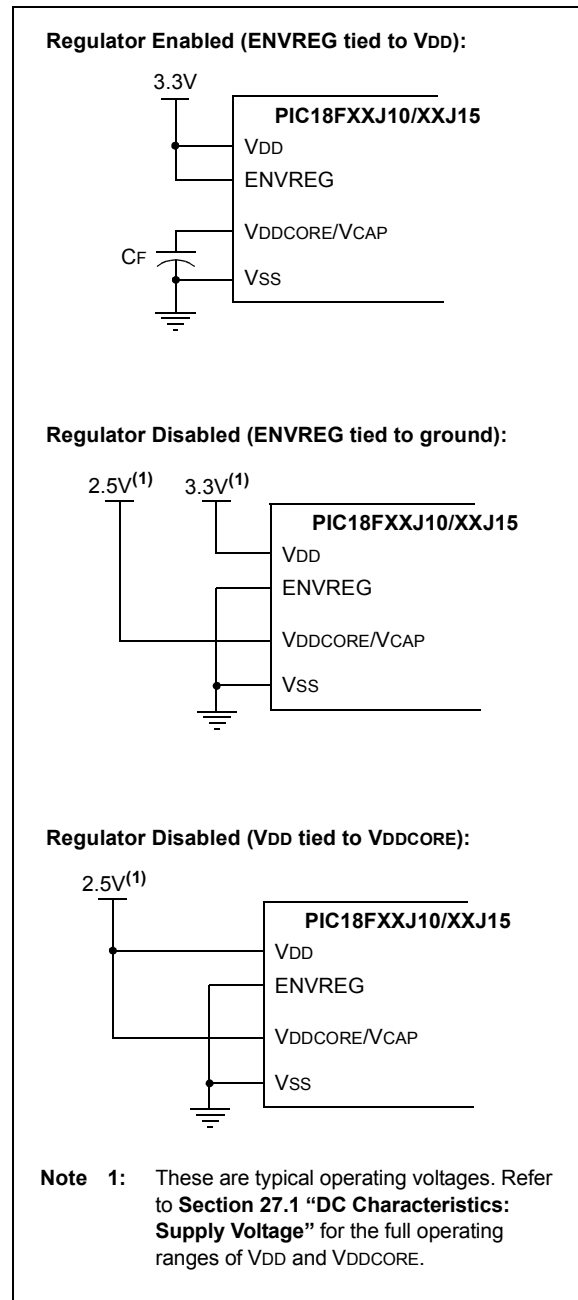 Regulator Enabled (ENVREG tied to VDD):
3.3V
PIC18FXXJ10/XXJ15
VDD
ENVREG
VDDCORE/VCAP
CF
VSS
Regulator Disabled (ENVREG tied to ground):
2.5V(1) 3.3V(1)
PIC18FXXJ10/XXJ15
VDD
ENVREG
VDDCORE/VCAP
VSS
Regulator Disabled (VDD tied to VDDCORE):
2.5V(1)
PIC18FXXJ10/XXJ15
VDD
ENVREG
VDDCORE/VCAP
VSS
Note 1: These are typical operating voltages. Refer
to Section 27.1 “DC Characteristics:
Supply Voltage” for the full operating
ranges of VDD and VDDCORE.